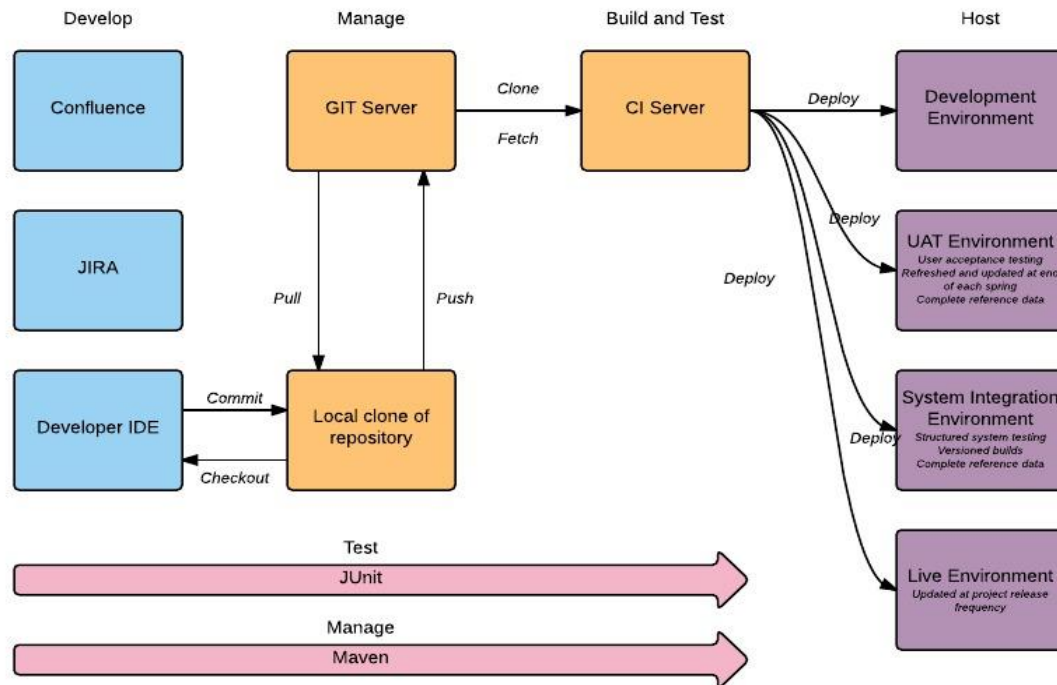 Develop
Manage
Build and Test
Host
Confluence
GIT Server
Clone
Fetch
CI Server
Deploy
Development
Environment
JIRA
Pull
Push
Deploy
Deploy
UAT Environment
User acceptance testing
Refreshed and updated at end
of each spring
Complete reference data
Developer IDE
Commit
Checkout
Local clone of
repository
Deploy
System Integration
Environment
Structured system testing
Versioned builds
Complete reference data
Test
JUnit
Live Environment
Updated at project release
frequency
Manage
Maven